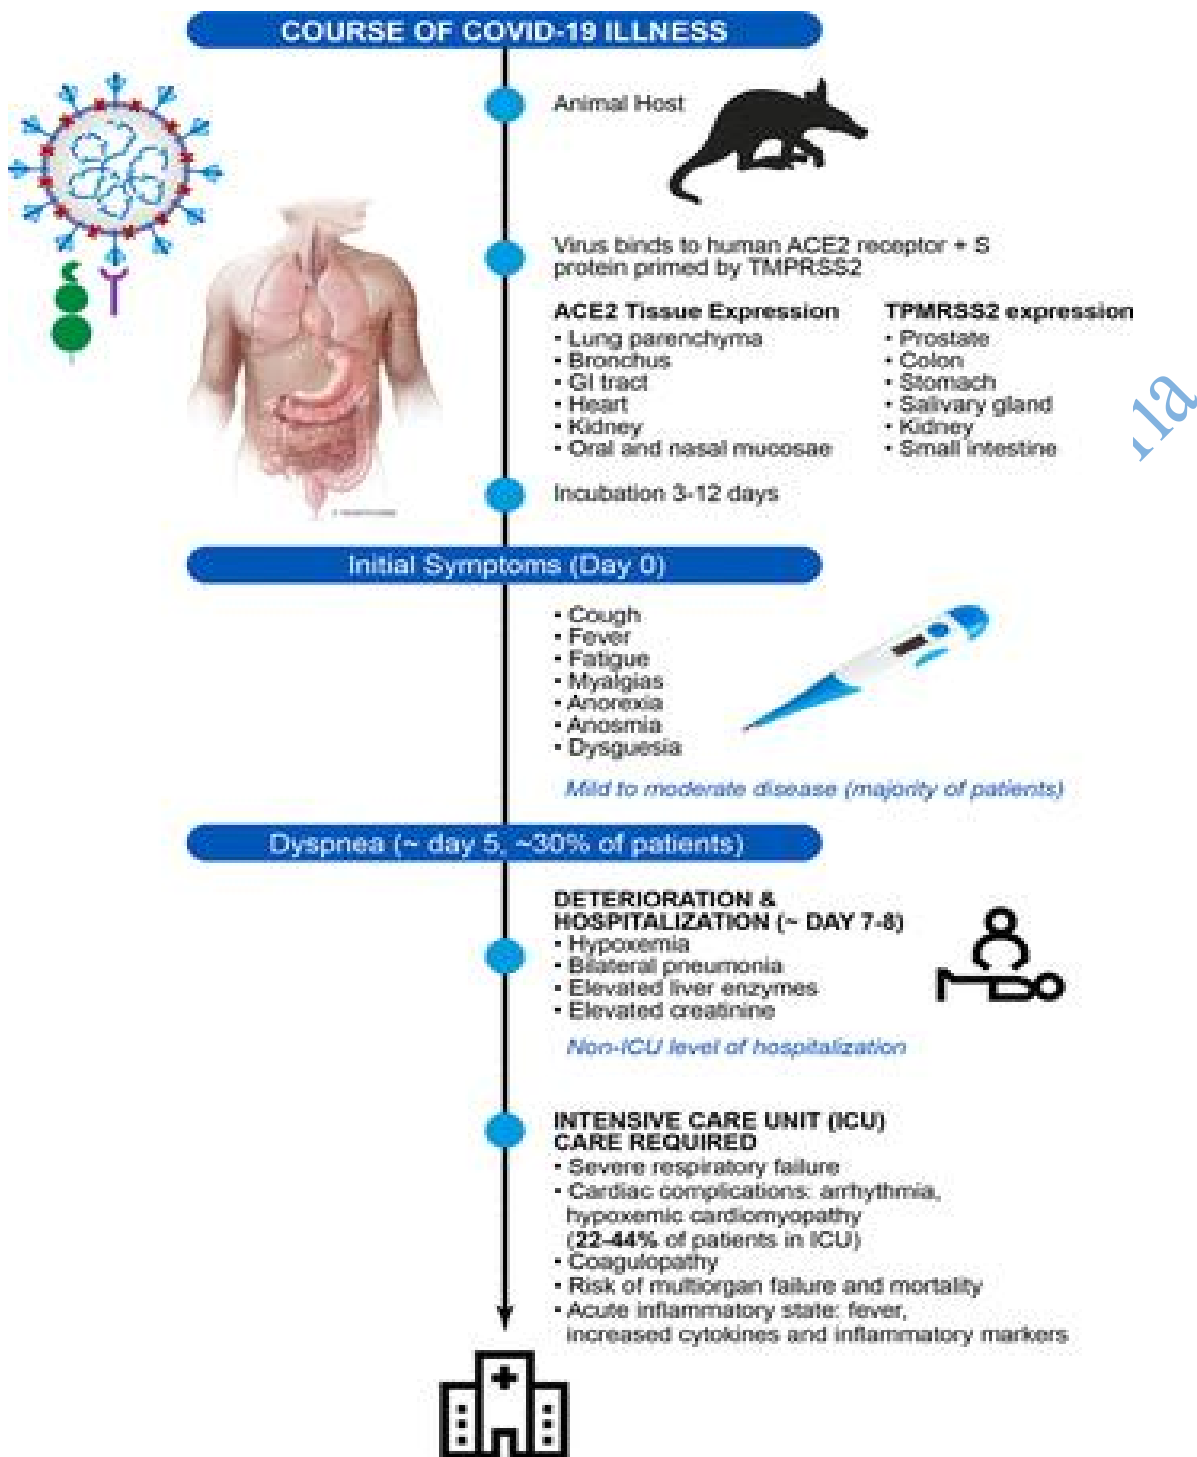 COURSE OF COVID-19 ILLNESS
Animal Host
Virus binds to human ACE2 receptor + S
protein primed by TMPRSS2
ACE2 Tissue Expression
• Lung parenchyma
• Bronchus
• GI tract
• Heart
• Kidney
• Oral and nasal mucosae
TPMRSS2 expression
• Prostate
• Colon
• Stomach
• Salivary gland
• Kidney
• Small intestine
Incubation 3-12 days
Initial Symptoms (Day 0)
• Cough
• Fever
• Fatigue
• Myalgias
• Anorexia
• Anosmia
• Dysguesia
Mild to moderate disease (majority of patients)
Dyspnea (~ day 5, ~30% of patients)
DETERIORATION &
HOSPITALIZATION (~ DAY 7-8)
• Hypoxemia
• Bilateral pneumonia
• Elevated liver enzymes
• Elevated creatinine
Non-ICU level of hospitalization
INTENSIVE CARE UNIT (ICU)
CARE REQUIRED
• Severe respiratory failure
• Cardiac complications: arrhythmia,
hypoxemic cardiomyopathy
(22-44% of patients in ICU)
• Coagulopathy
• Risk of multiorgan failure and mortality
• Acute inflammatory state: fever,
increased cytokines and inflammatory markers